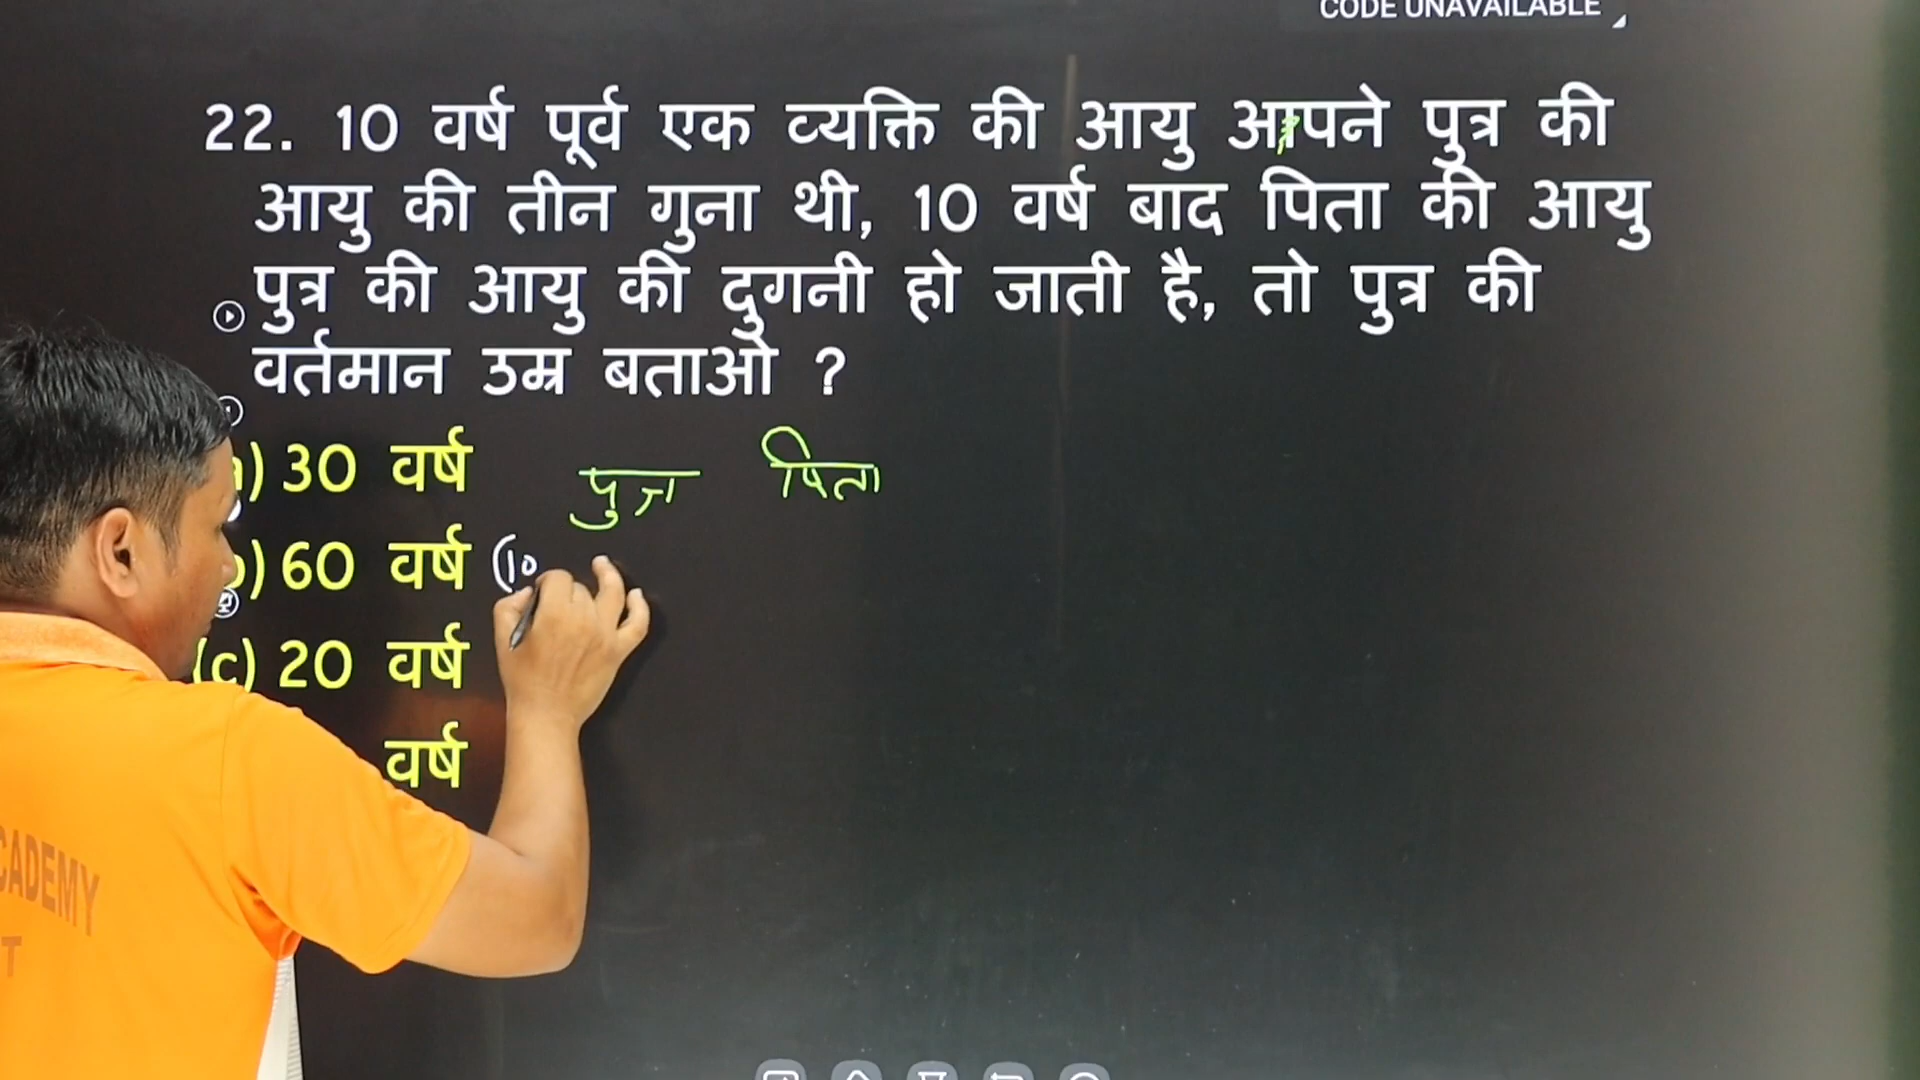 CODE UNAVAILABLE
22. 10 वर्ष पूर्व एक व्यक्ति की आयु आपने पुत्र की
आयु की तीन गुना थी, 10 वर्ष बाद पिता की आयु
पुत्र की आयु की दुगनी हो जाती है, तो पुत्र की
वर्तमान उम्र बताओ ?
) 30 वर्ष
पुत्र पिता
) 60 वर्ष (10
(c) 20 वर्ष
वर्ष
CADEMY
T